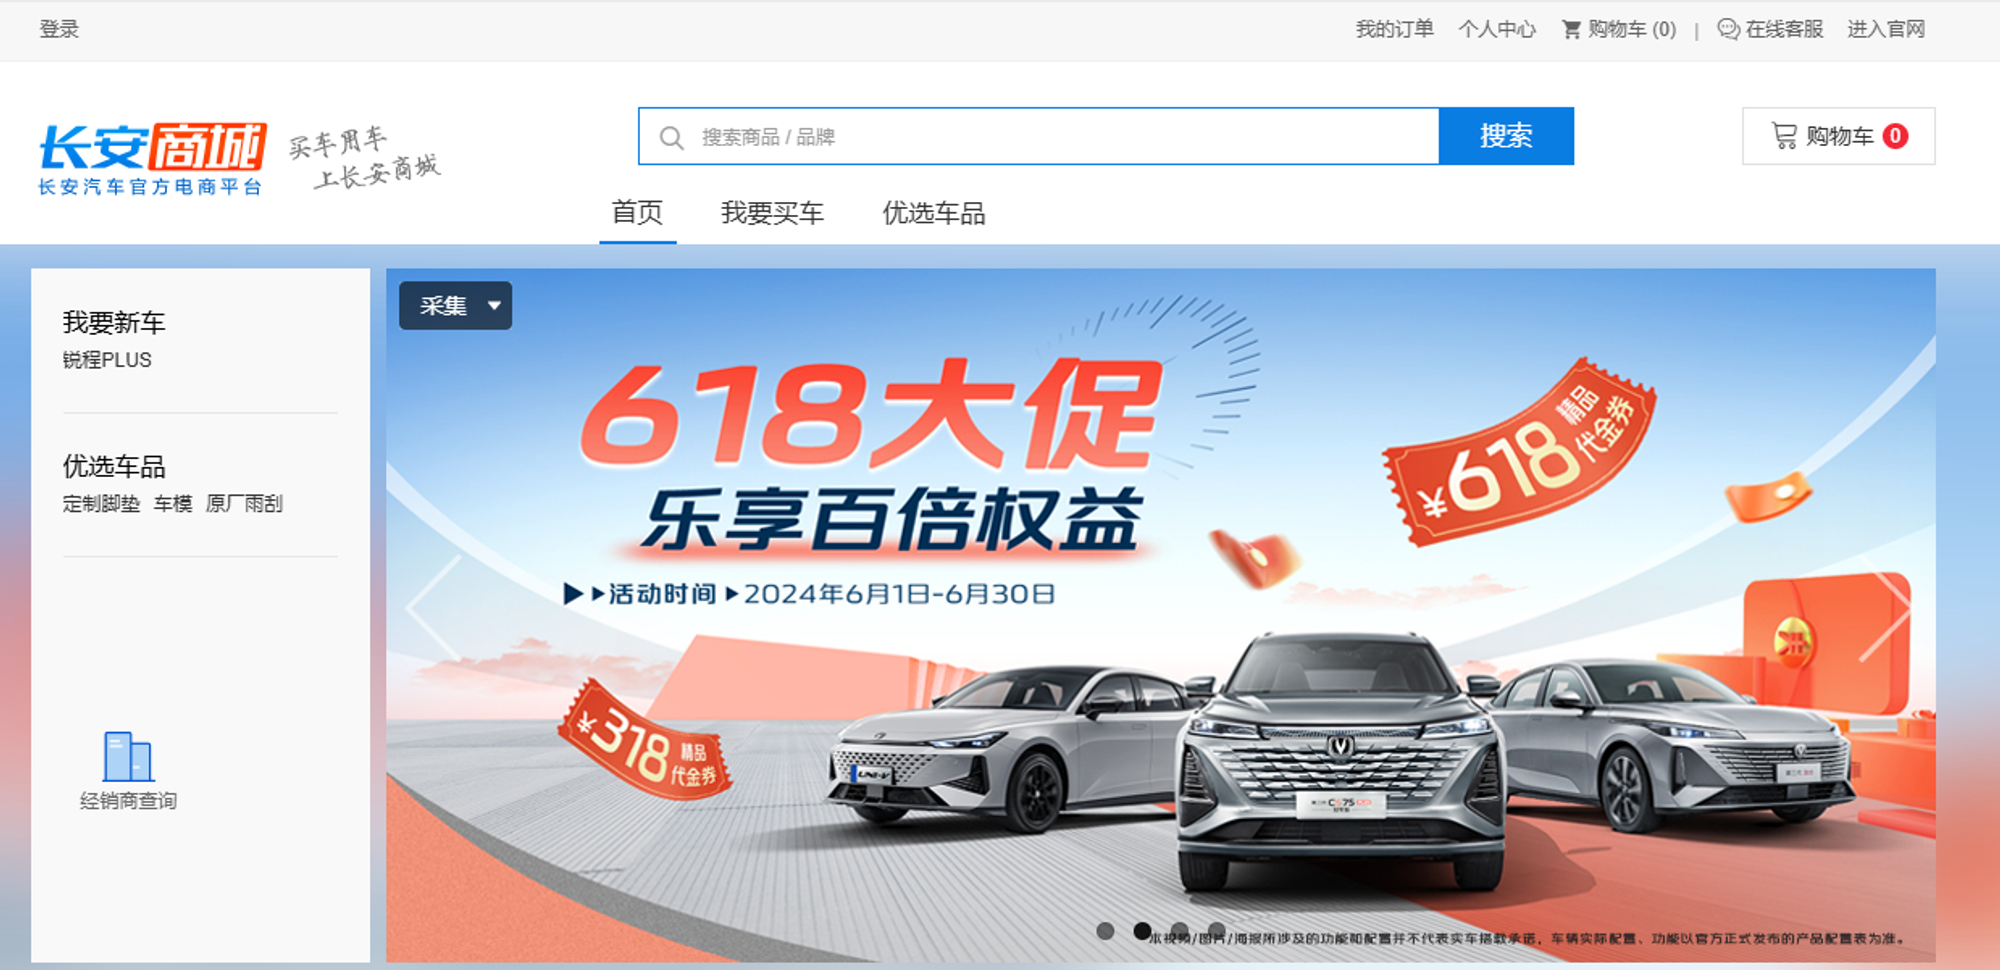 登录
我的订单 个人中心 购物车 (0) | 在线客服 进入官网
长安商城
长安汽车官方电商平台
买车用车
上长安商城
搜索商品 / 品牌
搜索
购物车 0
首页 我要买车 优选车品
我要新车
锐程PLUS
优选车品
定制脚垫 车模 原厂雨刮
经销商查询
采集
618大促
乐享百倍权益
活动时间 2024年6月1日-6月30日
¥618 精品代金券
¥318 精品代金券
UNI-V
CS75
本视频/图片/海报所涉及的功能和配置并不代表实车搭载承诺，车辆实际配置、功能以官方正式发布的产品配置表为准。